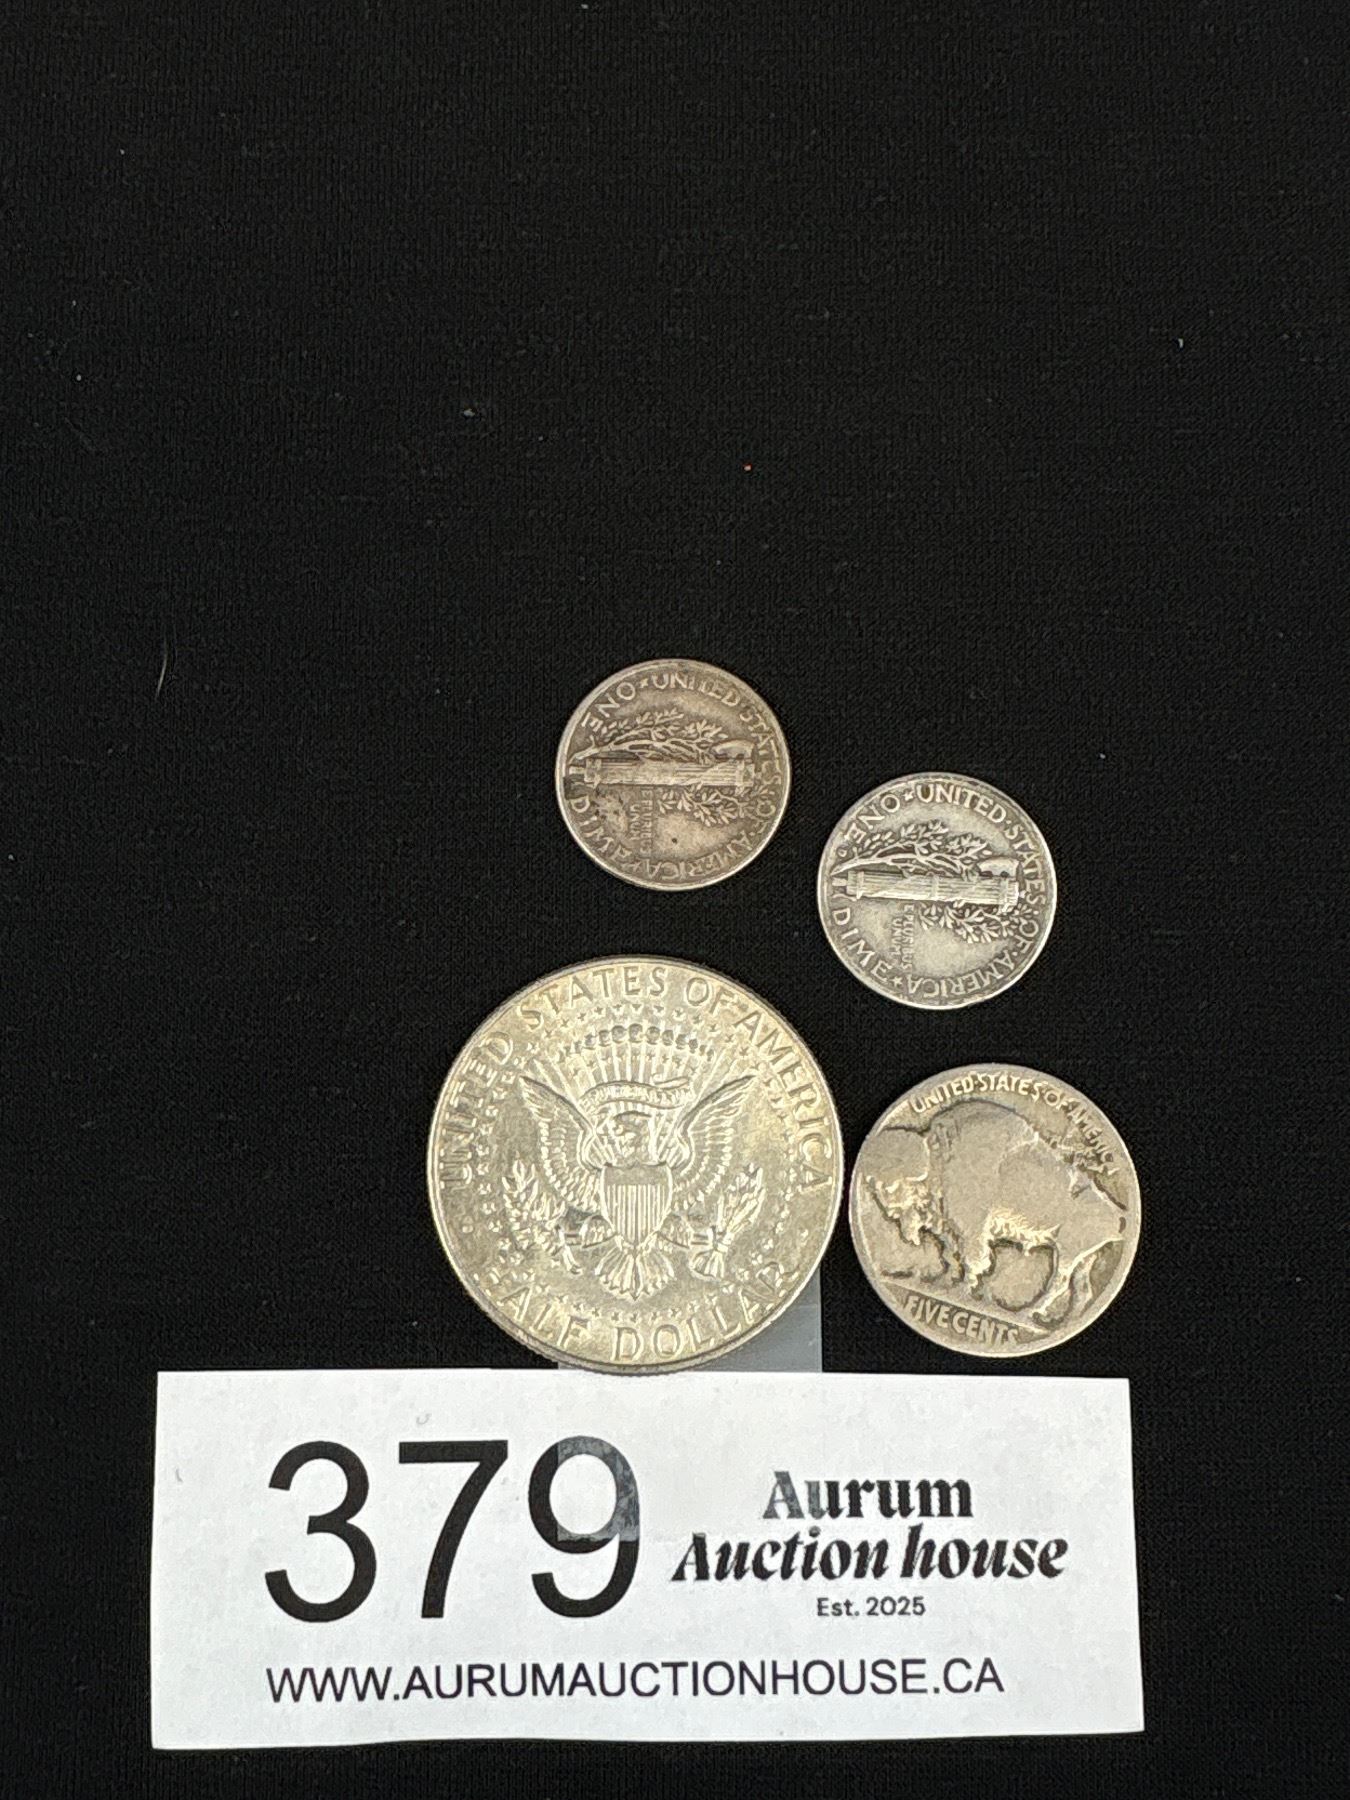 ONE ★ UNITED·STATES·OF·AMERICA ★ DIME
E PLURIBUS
UNUM
ONE ★ UNITED·STATES·OF·AMERICA ★ DIME
E PLURIBUS
UNUM
UNITED STATES OF AMERICA
HALF DOLLAR
UNITED·STATES·OF·AMERICA
FIVE CENTS
379
Aurum
Auction house
Est. 2025
WWW.AURUMAUCTIONHOUSE.CA